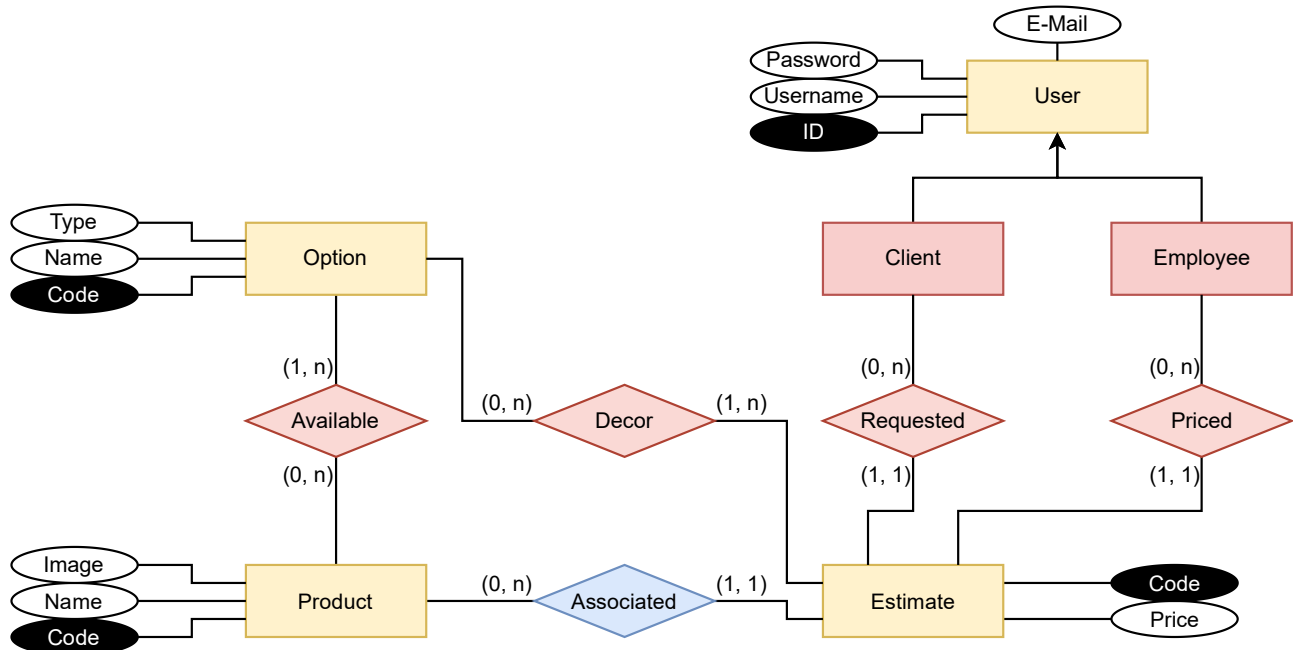 E-Mail
Password
Username
ID
User
Type
Name
Code
Option
Client
Employee
(1, n)
(0, n)
(1, n)
(0, n)
(0, n)
Available
Decor
Requested
Priced
(0, n)
(1, 1)
(1, 1)
Image
Name
Code
Product
(0, n)
Associated
(1, 1)
Estimate
Code
Price